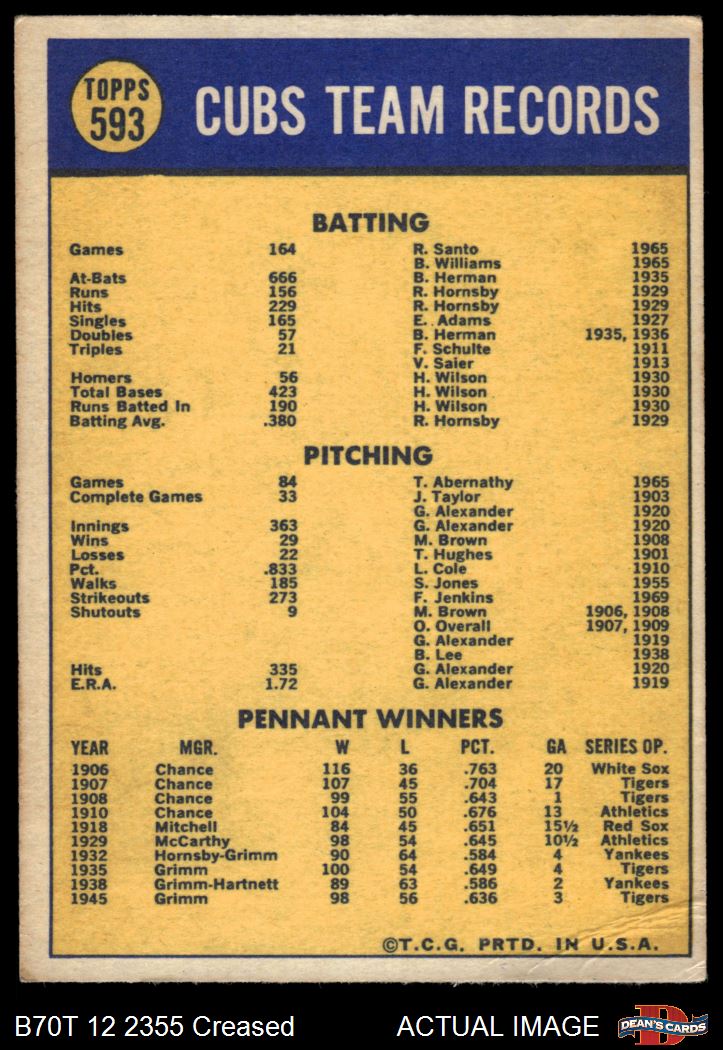 TOPPS
593
CUBS TEAM RECORDS
BATTING
Games 164 R. Santo 1965
B. Williams 1965
At-Bats 666 B. Herman 1935
Runs 156 R. Hornsby 1929
Hits 229 R. Hornsby 1929
Singles 165 E. Adams 1927
Doubles 57 B. Herman 1935, 1936
Triples 21 F. Schulte 1911
V. Saier 1913
Homers 56 H. Wilson 1930
Total Bases 423 H. Wilson 1930
Runs Batted In 190 H. Wilson 1930
Batting Avg. .380 R. Hornsby 1929
PITCHING
Games 84 T. Abernathy 1965
Complete Games 33 J. Taylor 1903
G. Alexander 1920
Innings 363 G. Alexander 1920
Wins 29 M. Brown 1908
Losses 22 T. Hughes 1901
Pct. .833 L. Cole 1910
Walks 185 S. Jones 1955
Strikeouts 273 F. Jenkins 1969
Shutouts 9 M. Brown 1906, 1908
O. Overall 1907, 1909
G. Alexander 1919
B. Lee 1938
Hits 335 G. Alexander 1920
E.R.A. 1.72 G. Alexander 1919
PENNANT WINNERS
YEAR MGR. W L PCT. GA SERIES OP.
1906 Chance 116 36 .763 20 White Sox
1907 Chance 107 45 .704 17 Tigers
1908 Chance 99 55 .643 1 Tigers
1910 Chance 104 50 .676 13 Athletics
1918 Mitchell 84 45 .651 15½ Red Sox
1929 McCarthy 98 54 .645 10½ Athletics
1932 Hornsby-Grimm 90 64 .584 4 Yankees
1935 Grimm 100 54 .649 4 Tigers
1938 Grimm-Hartnett 89 63 .586 2 Yankees
1945 Grimm 98 56 .636 3 Tigers
©T.C.G. PRTD. IN U.S.A.
B70T 12 2355 Creased ACTUAL IMAGE
D
DEAN'S CARDS